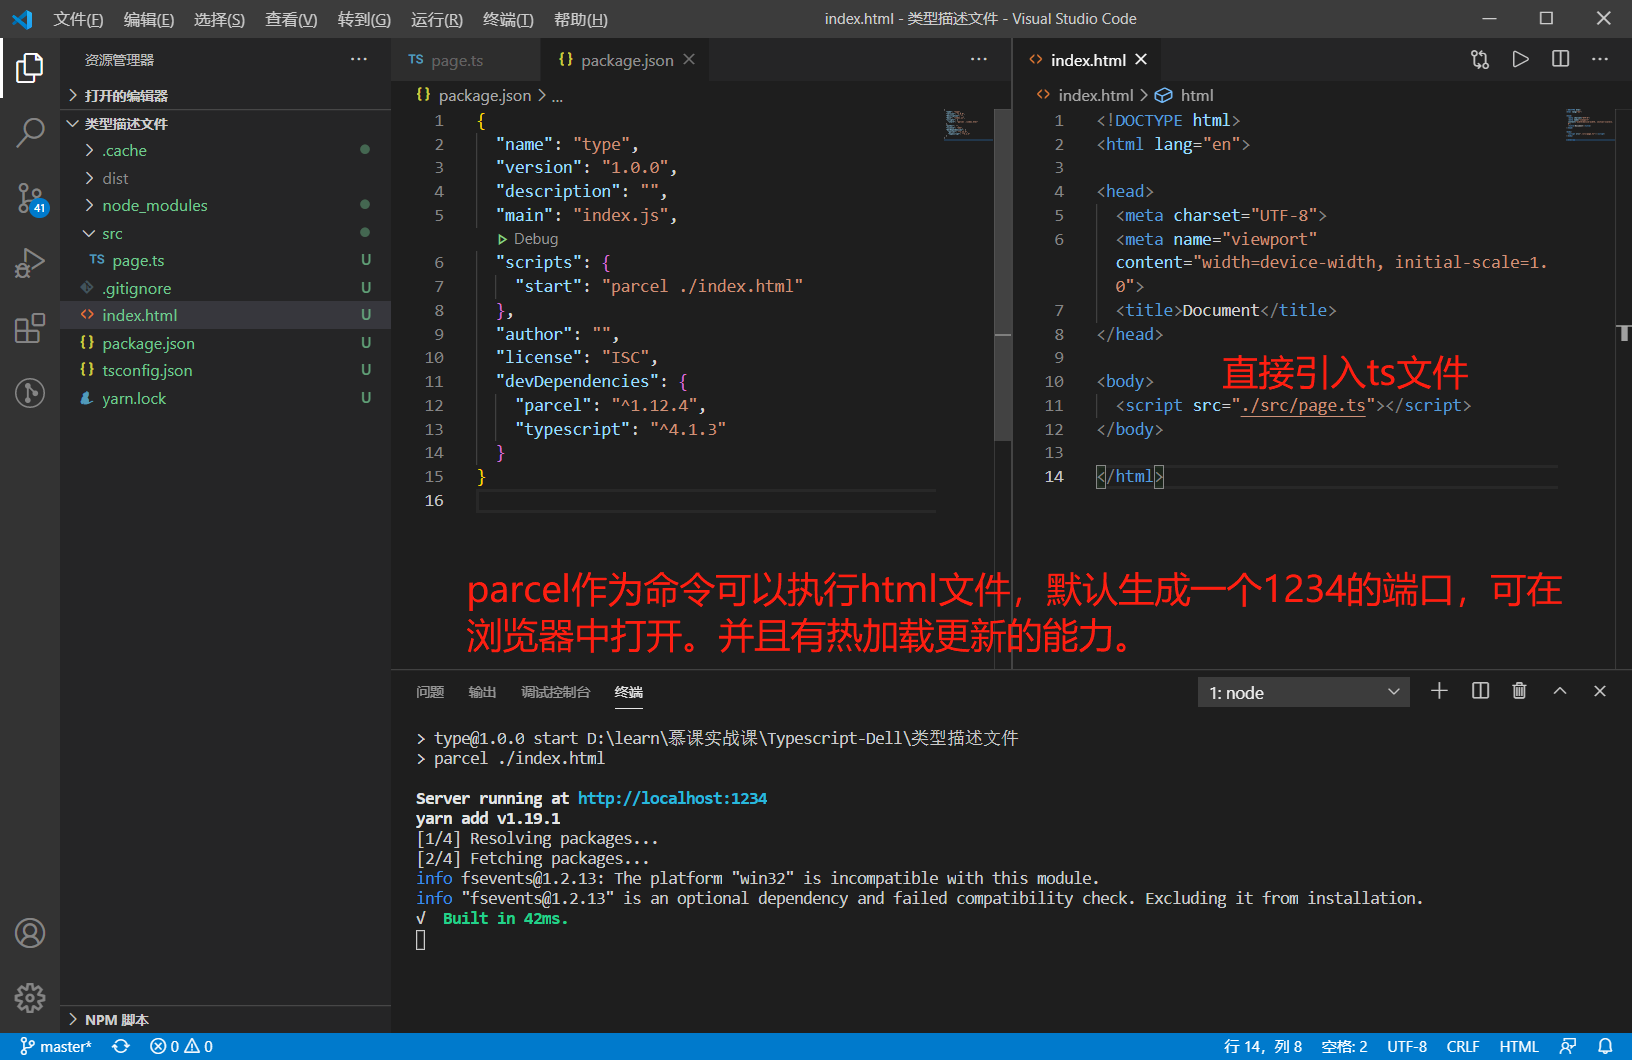 文件(F) 编辑(E) 选择(S) 查看(V) 转到(G) 运行(R) 终端(T) 帮助(H)
index.html - 类型描述文件 - Visual Studio Code
资源管理器
打开的编辑器
类型描述文件
.cache
dist
node_modules
src
TS page.ts U
.gitignore U
index.html U
package.json U
tsconfig.json U
yarn.lock U
NPM 脚本
41
TS page.ts
{} package.json
{} package.json > ...
1 {
2 "name": "type",
3 "version": "1.0.0",
4 "description": "",
5 "main": "index.js",
Debug
6 "scripts": {
7 "start": "parcel ./index.html"
8 },
9 "author": "",
10 "license": "ISC",
11 "devDependencies": {
12 "parcel": "^1.12.4",
13 "typescript": "^4.1.3"
14 }
15 }
16
<> index.html
<> index.html > html
1 <!DOCTYPE html>
2 <html lang="en">
3
4 <head>
5 <meta charset="UTF-8">
6 <meta name="viewport"
content="width=device-width, initial-scale=1.
0">
7 <title>Document</title>
8 </head>
9
直接引入ts文件
10 <body>
11 <script src="./src/page.ts"></script>
12 </body>
13
14 </html>
parcel作为命令可以执行html文件，默认生成一个1234的端口，可在
浏览器中打开。并且有热加载更新的能力。
问题 输出 调试控制台 终端
1: node
> type@1.0.0 start D:\learn\慕课实战课\Typescript-Dell\类型描述文件
> parcel ./index.html
Server running at http://localhost:1234
yarn add v1.19.1
[1/4] Resolving packages...
[2/4] Fetching packages...
info fsevents@1.2.13: The platform "win32" is incompatible with this module.
info "fsevents@1.2.13" is an optional dependency and failed compatibility check. Excluding it from installation.
√ Built in 42ms.
master* 0 0
行 14，列 8 空格: 2 UTF-8 CRLF HTML